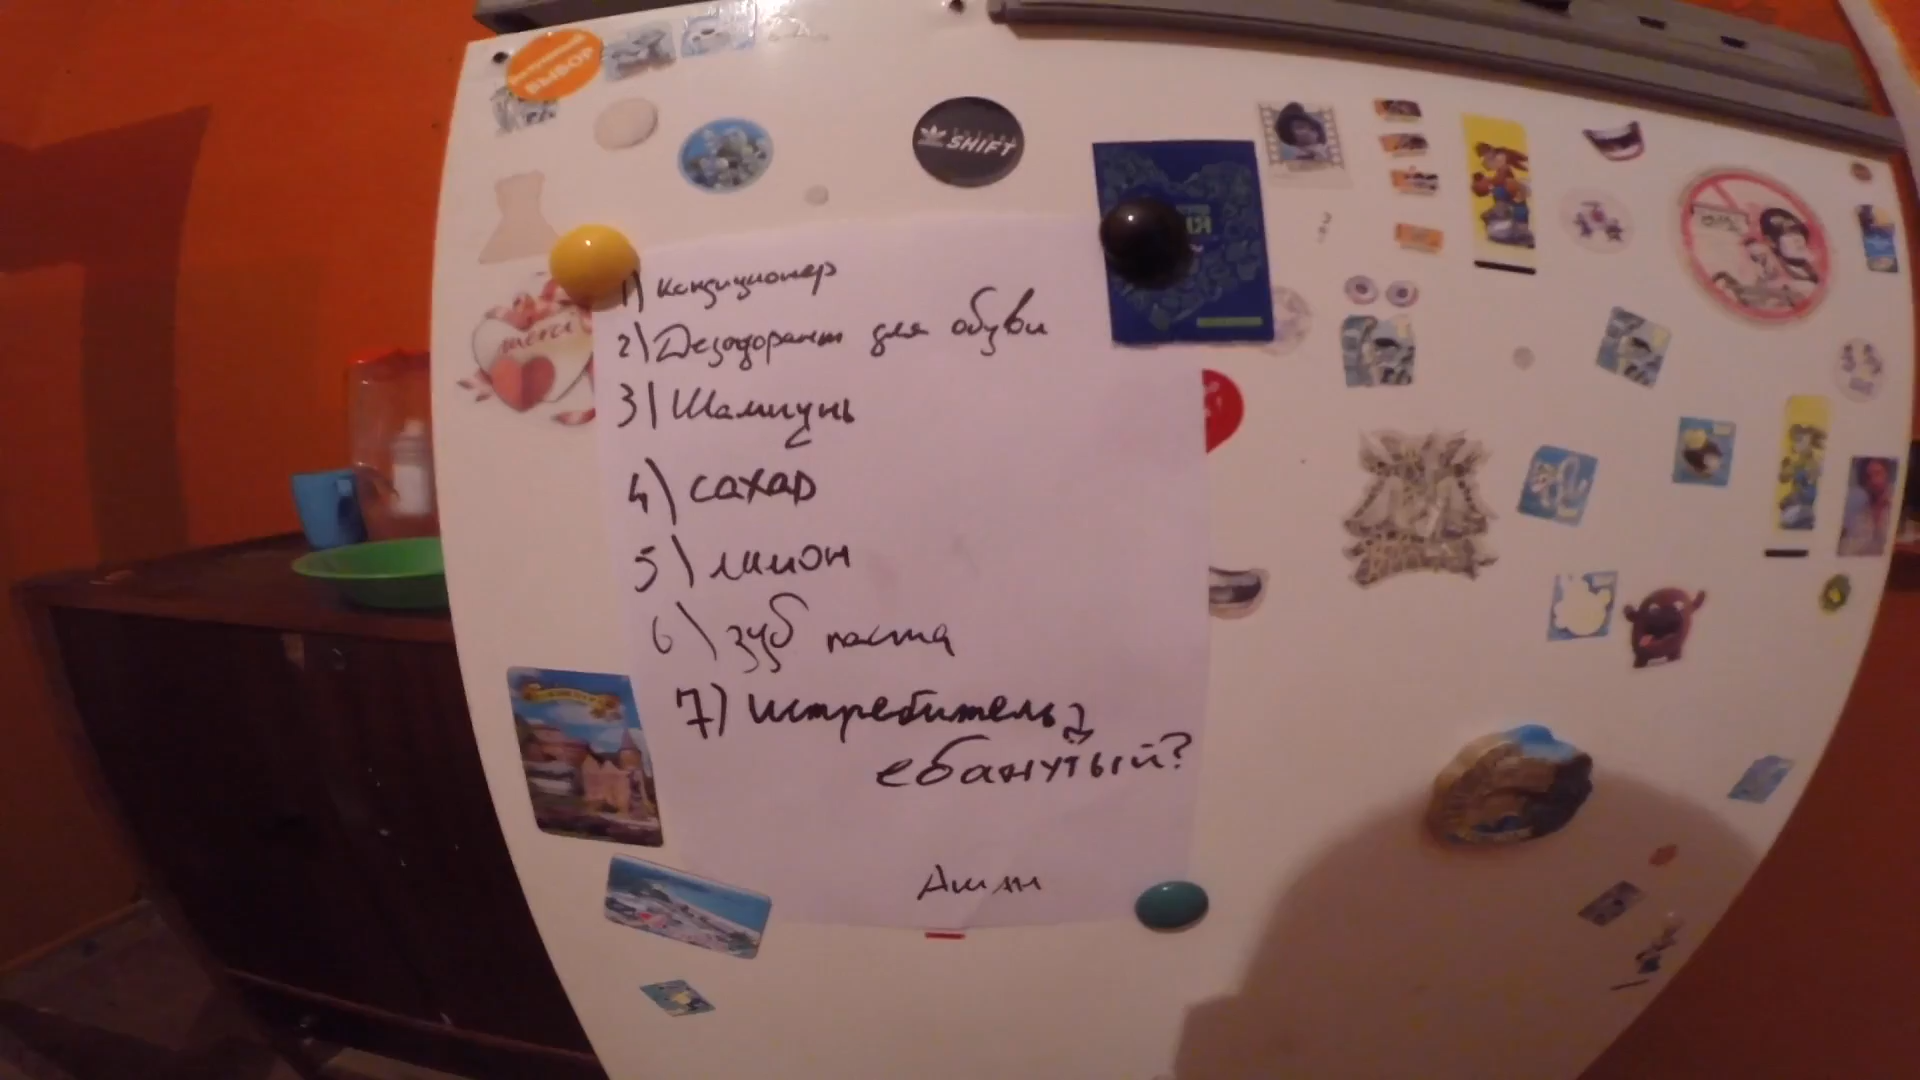 ВЫБОР
SHIFT
1) Кондиционер
2) Дезодорант для обуви
3) Шампунь
4) сахар
5) лимон
6) зуб паста
7) истребитель?
ебанутый?